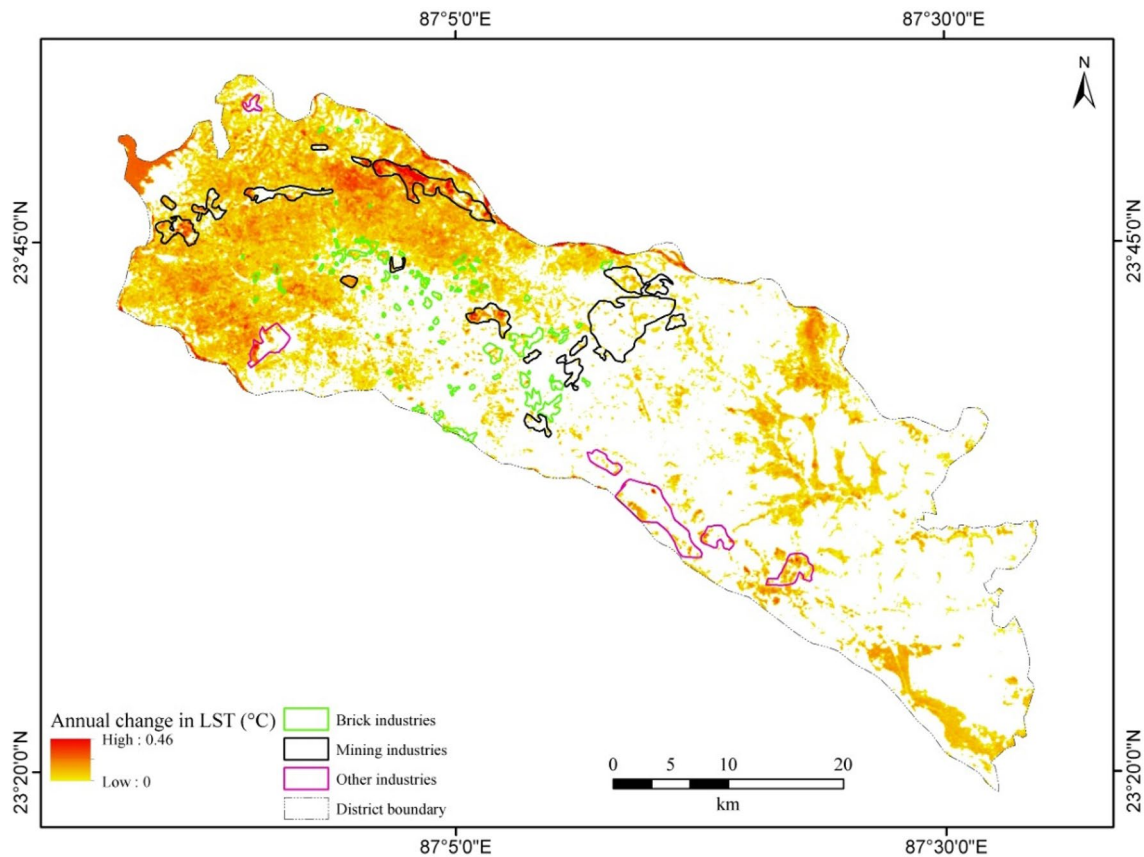 87°5'0"E
87°30'0"E
N
23°45'0"N
23°45'0"N
Annual change in LST (°C)
High : 0.46
Low : 0
Brick industries
Mining industries
Other industries
District boundary
0 5 10 20
km
23°20'0"N
23°20'0"N
87°5'0"E
87°30'0"E